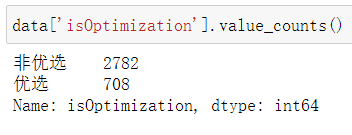 data['isOptimization'].value_counts()
非优选    2782
优选      708
Name: isOptimization, dtype: int64